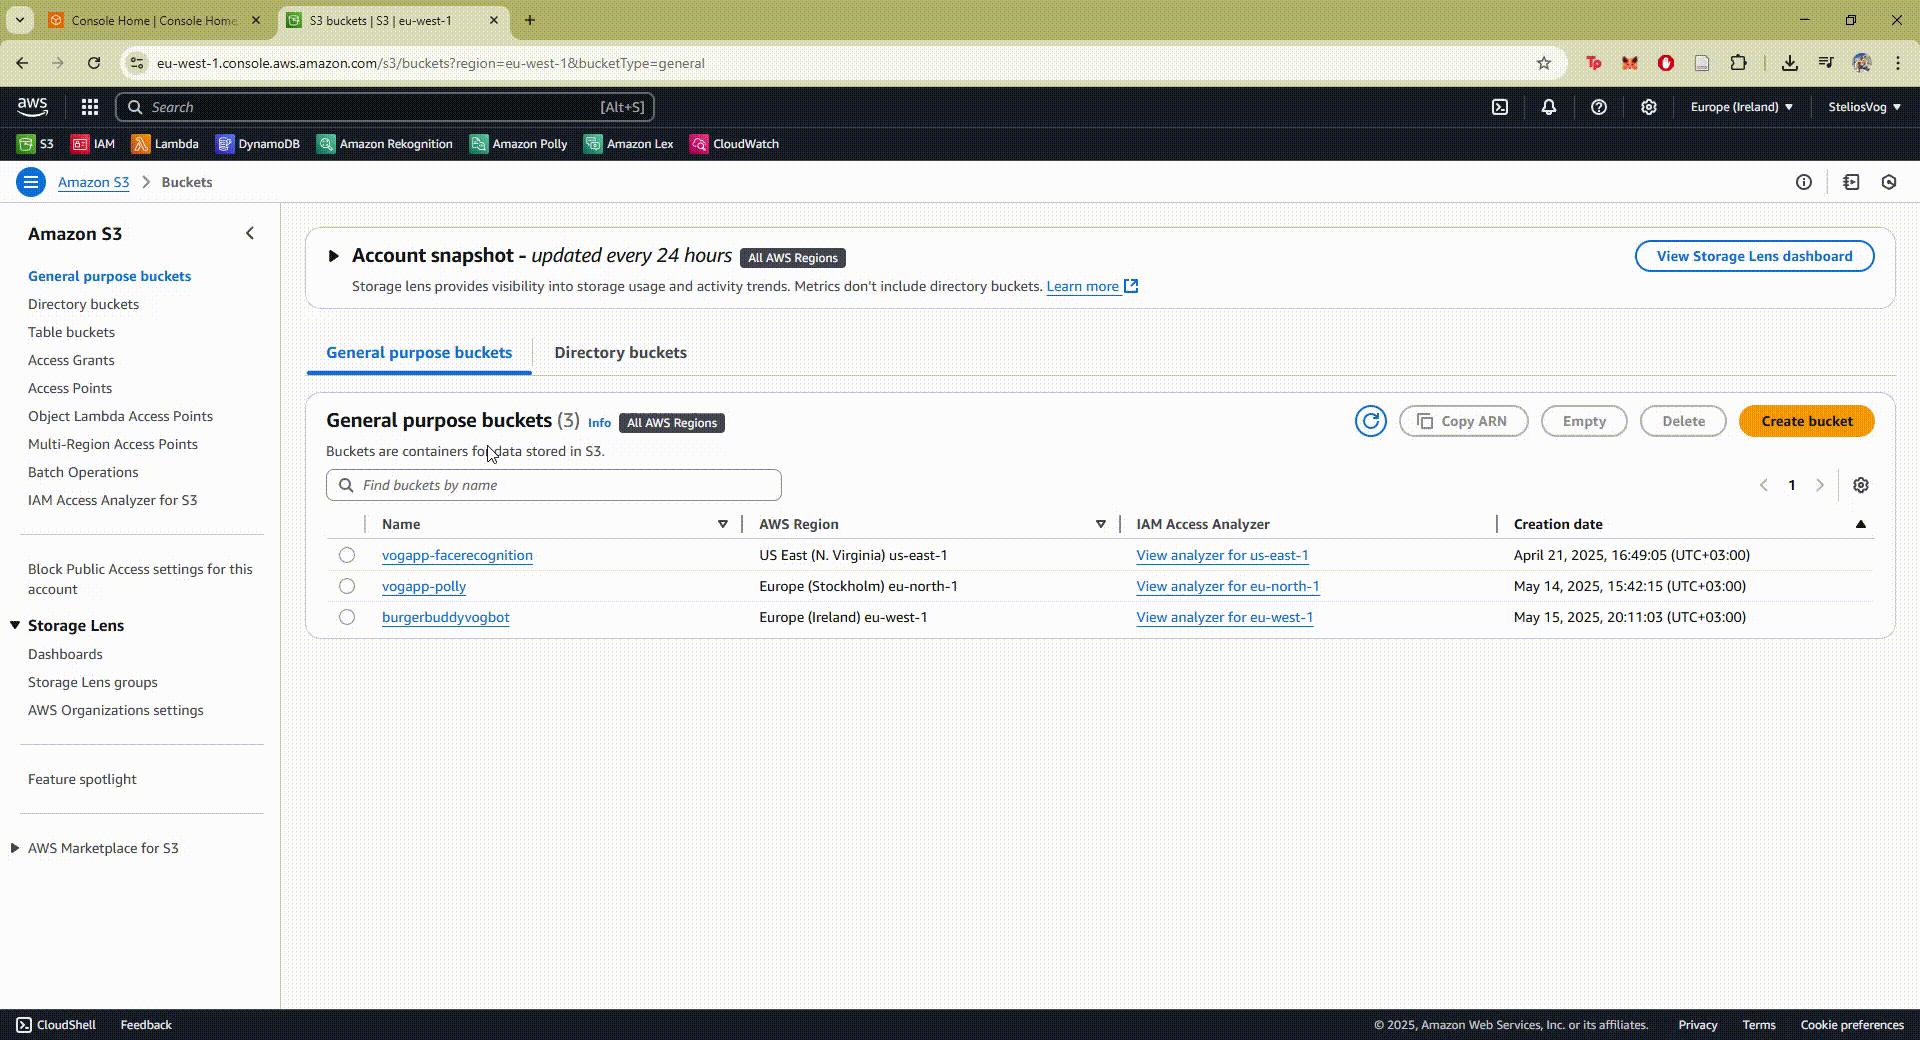 Console Home | Console Home
S3 buckets | S3 | eu-west-1
eu-west-1.console.aws.amazon.com/s3/buckets?region=eu-west-1&bucketType=general
Tp
aws
Search
[Alt+S]
Europe (Ireland)
SteliosVog
S3
IAM
Lambda
DynamoDB
Amazon Rekognition
Amazon Polly
Amazon Lex
CloudWatch
Amazon S3
Buckets
Amazon S3
General purpose buckets
Directory buckets
Table buckets
Access Grants
Access Points
Object Lambda Access Points
Multi-Region Access Points
Batch Operations
IAM Access Analyzer for S3
Block Public Access settings for this
account
Storage Lens
Dashboards
Storage Lens groups
AWS Organizations settings
Feature spotlight
AWS Marketplace for S3
Account snapshot - updated every 24 hours All AWS Regions
View Storage Lens dashboard
Storage lens provides visibility into storage usage and activity trends. Metrics don't include directory buckets. Learn more
General purpose buckets
Directory buckets
General purpose buckets (3) Info All AWS Regions
Copy ARN
Empty
Delete
Create bucket
Buckets are containers for data stored in S3.
Find buckets by name
1
Name AWS Region IAM Access Analyzer Creation date
vogapp-facerecognition US East (N. Virginia) us-east-1 View analyzer for us-east-1 April 21, 2025, 16:49:05 (UTC+03:00)
vogapp-polly Europe (Stockholm) eu-north-1 View analyzer for eu-north-1 May 14, 2025, 15:42:15 (UTC+03:00)
burgerbuddyvogbot Europe (Ireland) eu-west-1 View analyzer for eu-west-1 May 15, 2025, 20:11:03 (UTC+03:00)
CloudShell
Feedback
© 2025, Amazon Web Services, Inc. or its affiliates.
Privacy
Terms
Cookie preferences